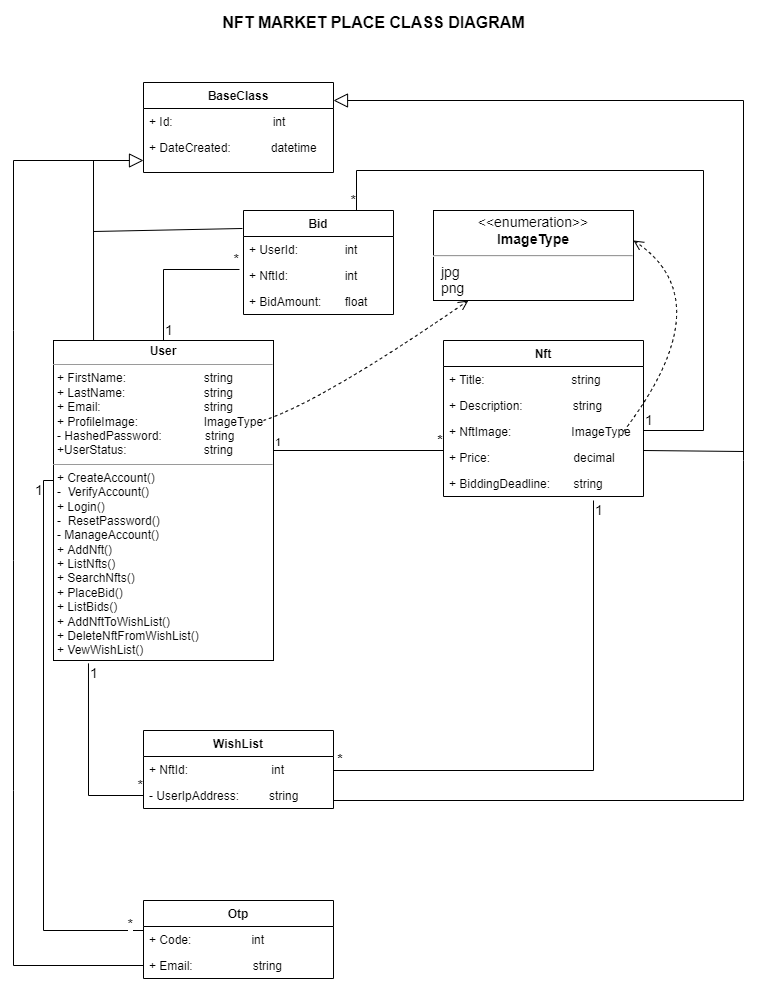 NFT MARKET PLACE CLASS DIAGRAM
BaseClass
+ Id: int
+ DateCreated: datetime
*
Bid
+ UserId: int
+ NftId: int
+ BidAmount: float
*
1
<<enumeration>>
ImageType
jpg
png
User
+ FirstName: string
+ LastName: string
+ Email: string
+ ProfileImage: ImageType
- HashedPassword: string
+UserStatus: string
+ CreateAccount()
- VerifyAccount()
+ Login()
- ResetPassword()
- ManageAccount()
+ AddNft()
+ ListNfts()
+ SearchNfts()
+ PlaceBid()
+ ListBids()
+ AddNftToWishList()
+ DeleteNftFromWishList()
+ VewWishList()
1
*
1
Nft
+ Title: string
+ Description: string
+ NftImage: ImageType
+ Price: decimal
+ BiddingDeadline: string
1
1
1
WishList
+ NftId: int
- UserIpAddress: string
*
*
Otp
+ Code: int
+ Email: string
*